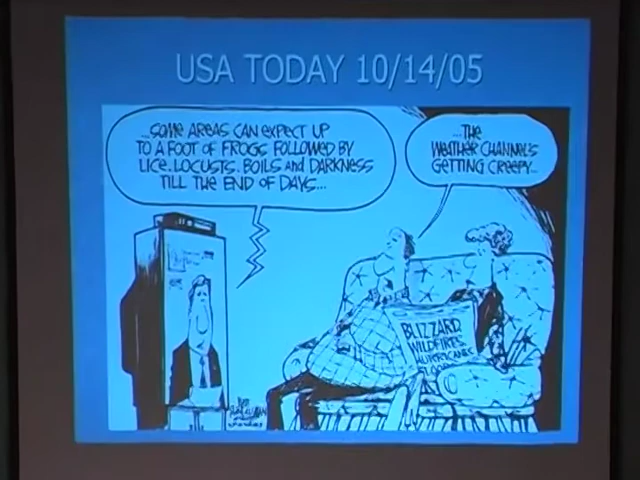 USA TODAY 10/14/05
...SOME AREAS CAN EXPECT UP
TO A FOOT OF FROGS FOLLOWED BY
LICE. LOCUSTS. BOILS and DARKNESS
TILL THE END OF DAYS...
...THE
WEATHER CHANNEL'S
GETTING CREEPY...
BLIZZARD
WILDFIRES
HURRICANES